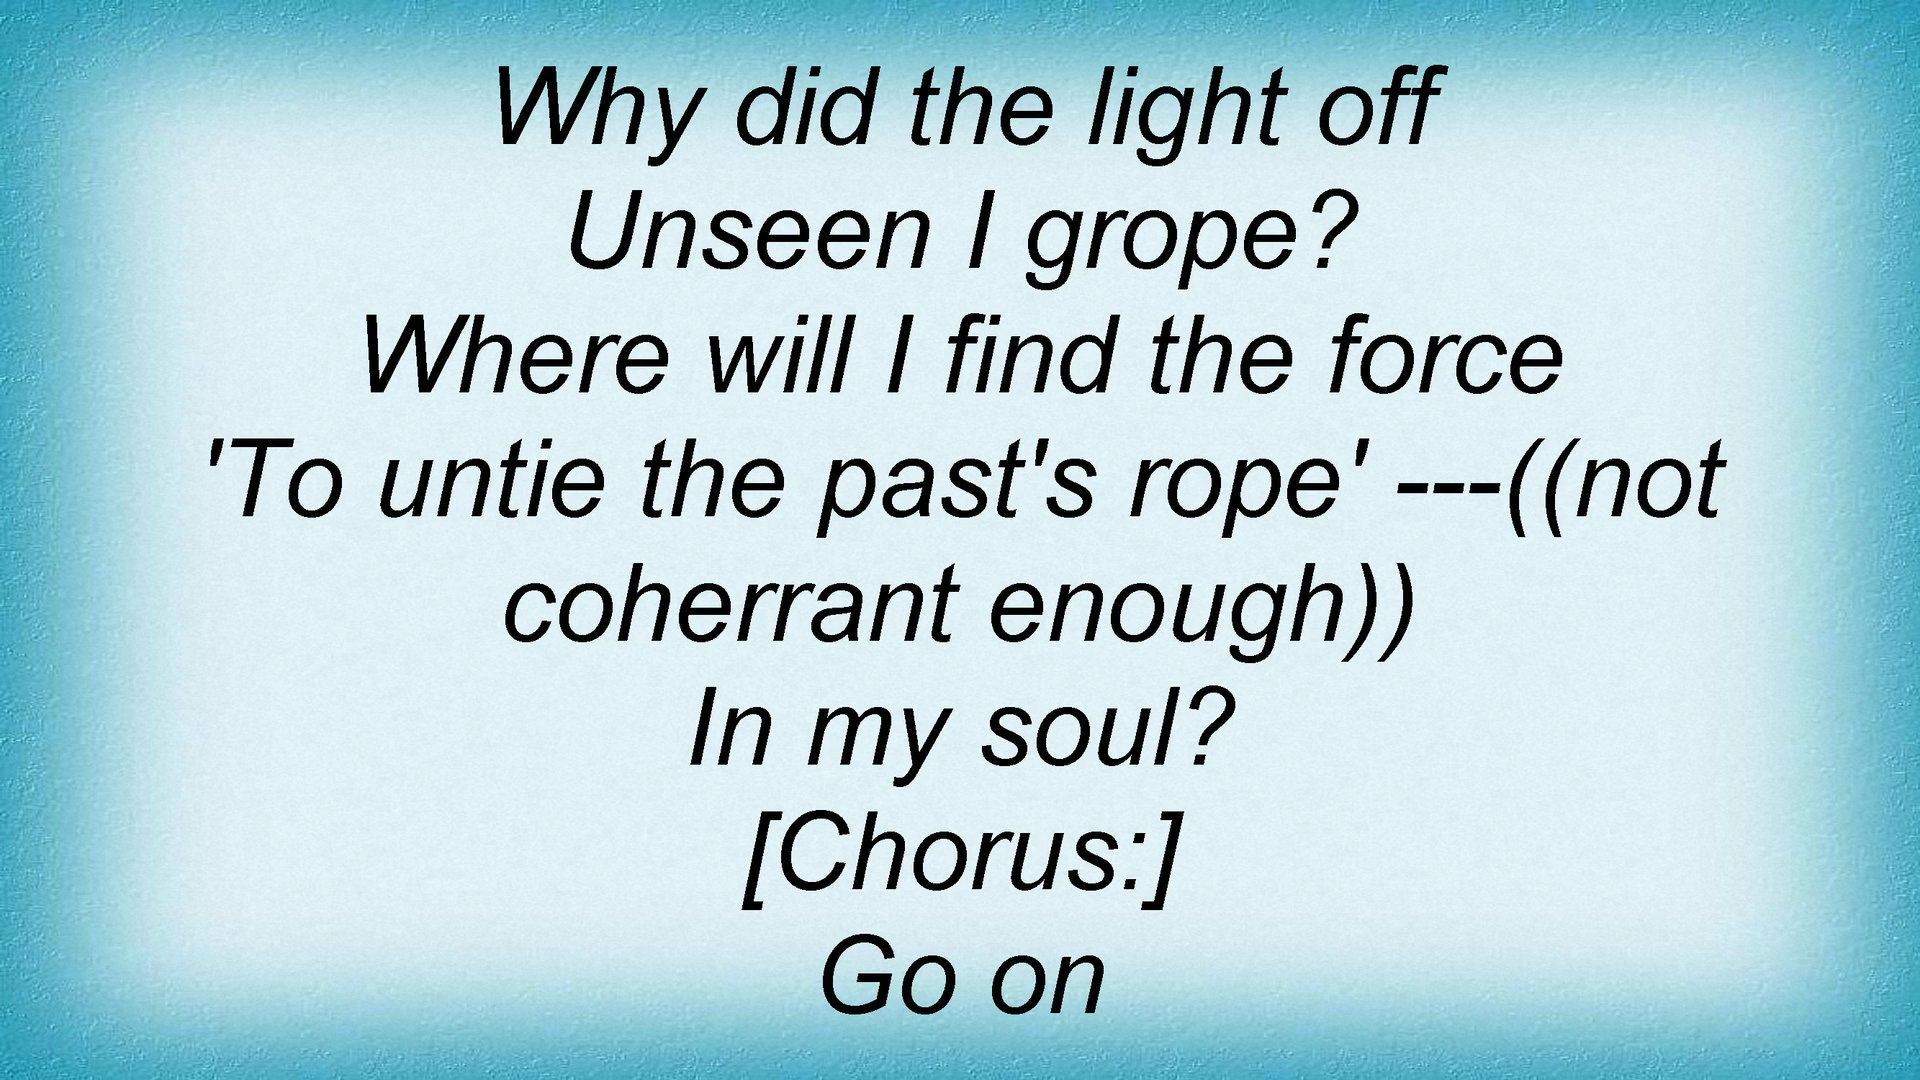 Why did the light off
Unseen I grope?
Where will I find the force
'To untie the past's rope' ---((not
coherrant enough))
In my soul?
[Chorus:]
Go on